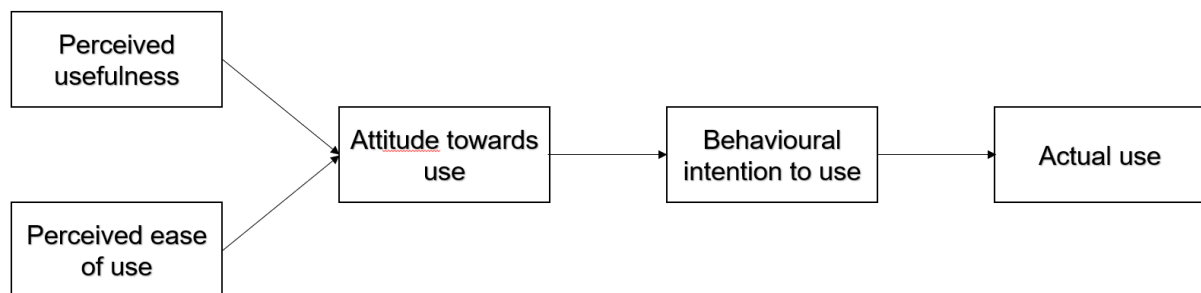 Perceived
usefulness
Perceived ease
of use
Attitude towards
use
Behavioural
intention to use
Actual use